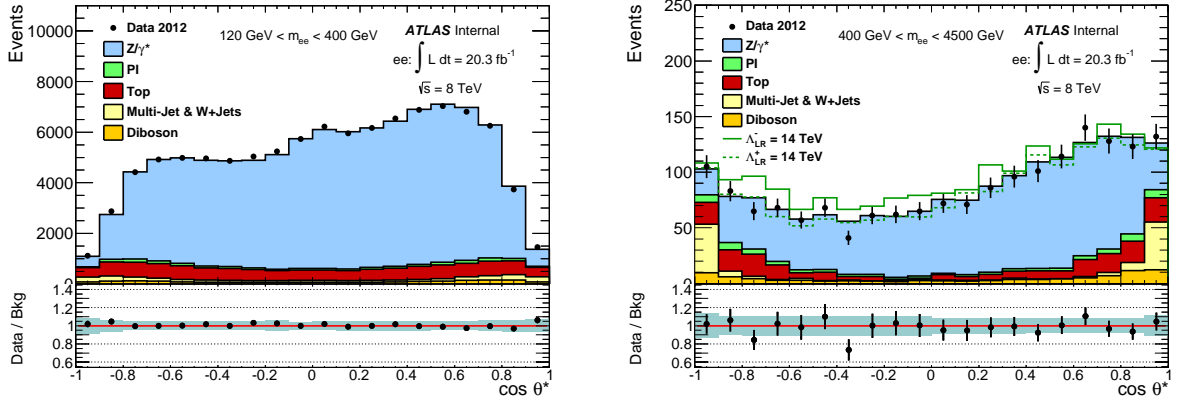 Events
10000
8000
6000
4000
2000
0
Data 2012
Z/γ*
PI
Top
Multi-Jet & W+Jets
Diboson
120 GeV < m_ee < 400 GeV
ATLAS Internal
ee: ∫ L dt = 20.3 fb⁻¹
√s = 8 TeV
Data / Bkg
1.4
1.2
1.0
0.8
0.6
-1 -0.8 -0.6 -0.4 -0.2 0 0.2 0.4 0.6 0.8 1
cos θ*
Events
250
200
150
100
50
0
Data 2012
Z/γ*
PI
Top
Multi-Jet & W+Jets
Diboson
Λ⁻_LR = 14 TeV
Λ⁺_LR = 14 TeV
400 GeV < m_ee < 4500 GeV
ATLAS Internal
ee: ∫ L dt = 20.3 fb⁻¹
√s = 8 TeV
Data / Bkg
1.4
1.2
1.0
0.8
0.6
-1 -0.8 -0.6 -0.4 -0.2 0 0.2 0.4 0.6 0.8 1
cos θ*